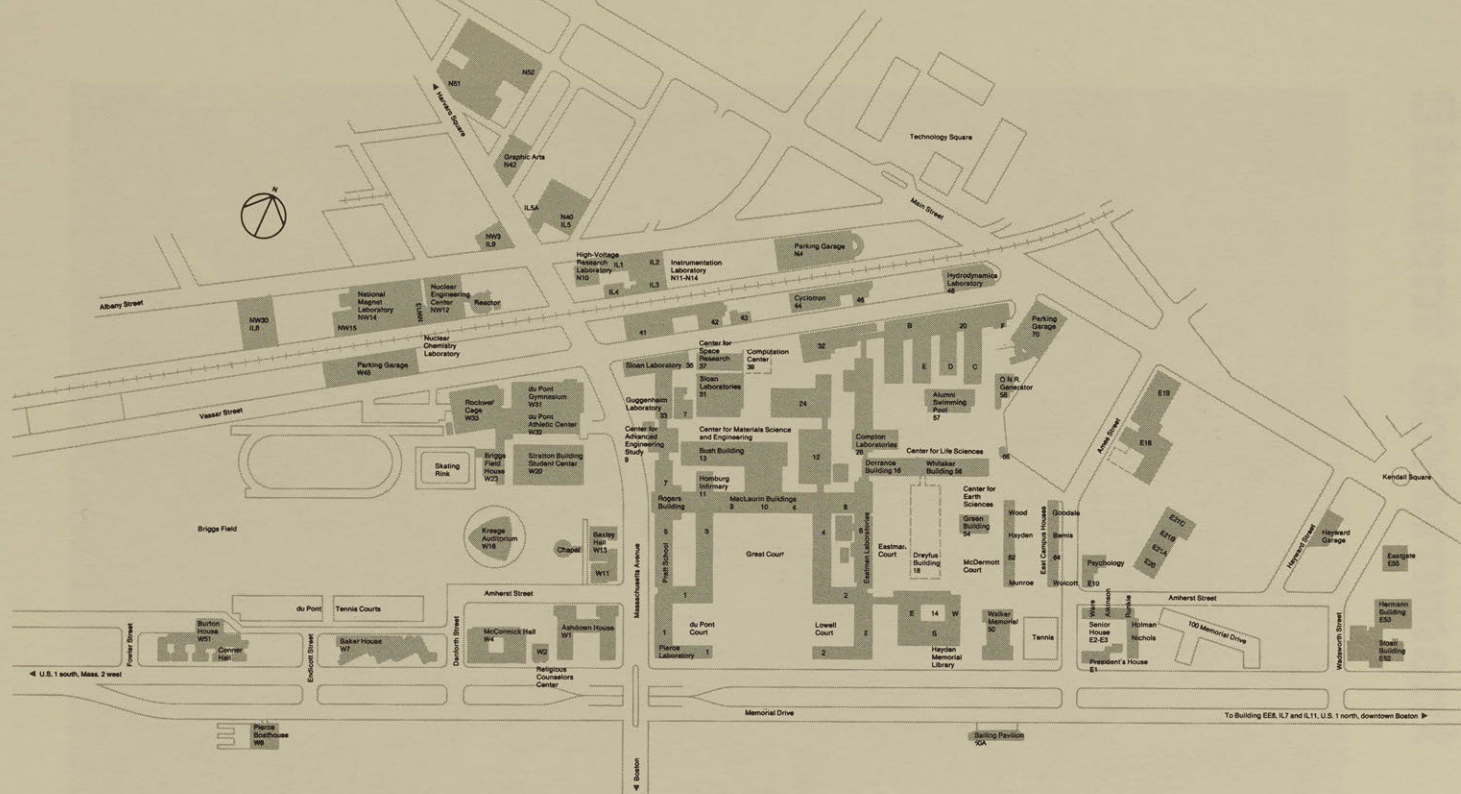 N51
N52
Harvard Square
Technology Square
Graphic Arts
N42
N
IL5A
N40
IL5
Main Street
NW3
IL9
High-Voltage
Research
Laboratory
N10
IL1
IL2
IL4
IL3
Instrumentation
Laboratory
N11-N14
Parking Garage
N4
Hydrodynamics
Laboratory
48
Albany Street
NW30
IL8
National
Magnet
Laboratory
NW14
NW15
NW13
Nuclear
Engineering
Center
NW12
Reactor
Nuclear
Chemistry
Laboratory
Cyclotron
44
46
41
42
43
Parking Garage
W45
Vassar Street
Sloan Laboratory 35
Center for
Space
Research
37
Computation
Center
39
32
B
20
F
E
D
C
Parking
Garage
70
Rockwell
Cage
W33
du Pont
Gymnasium
W31
du Pont
Athletic Center
W32
Guggenheim
Laboratory
33
7
Sloan
Laboratories
31
24
Alumni
Swimming
Pool
57
O.N.R.
Generator
58
E19
E18
Ames Street
Skating
Rink
Briggs
Field
House
W23
Stratton Building
Student Center
W20
Center for
Advanced
Engineering
Study
9
Center for Materials Science
and Engineering
Bush Building
13
12
Compton
Laboratories
26
Center for Life Sciences
Dorrance
Building 16
Whitaker
Building 56
66
Kendall Square
7
Homburg
Infirmary
11
Rogers
Building
MacLaurin Buildings
3
10
4
8
Center for
Earth
Sciences
Green
Building
54
Briggs Field
Kresge
Auditorium
W16
Chapel
Bexley
Hall
W13
W11
Massachusetts Avenue
5
Pratt School
3
Great Court
4
6
Eastman Laboratories
Eastman
Court
Dreyfus
Building
18
McDermott
Court
Wood
Hayden
62
Munroe
East Campus Houses
Goodale
Bemis
64
Walcott
Psychology
E10
E21C
E21B
E21A
E20
Hayward Street
Hayward
Garage
Eastgate
E55
Amherst Street
1
2
Amherst Street
du Pont
Tennis Courts
Fowler Street
Burton
House
W51
Conner
Hall
Endicott Street
Baker House
W7
Danforth Street
McCormick Hall
W4
W2
Ashdown House
W1
Religious
Counselors
Center
1
du Pont
Court
Pierce
Laboratory
1
Lowell
Court
2
2
E
14
W
S
Hayden
Memorial
Library
Walker
Memorial
50
Tennis
Ware
Atkinson
Runkle
Senior
House
E2-E3
Holman
Nichols
President's House
E1
100 Memorial Drive
Wadsworth Street
Hermann
Building
E53
Sloan
Building
E52
U.S. 1 south, Mass. 2 west
Memorial Drive
To Building EE8, IL7 and IL11, U.S. 1 north, downtown Boston
Pierce
Boathouse
W8
Sailing Pavilion
50A
Boston